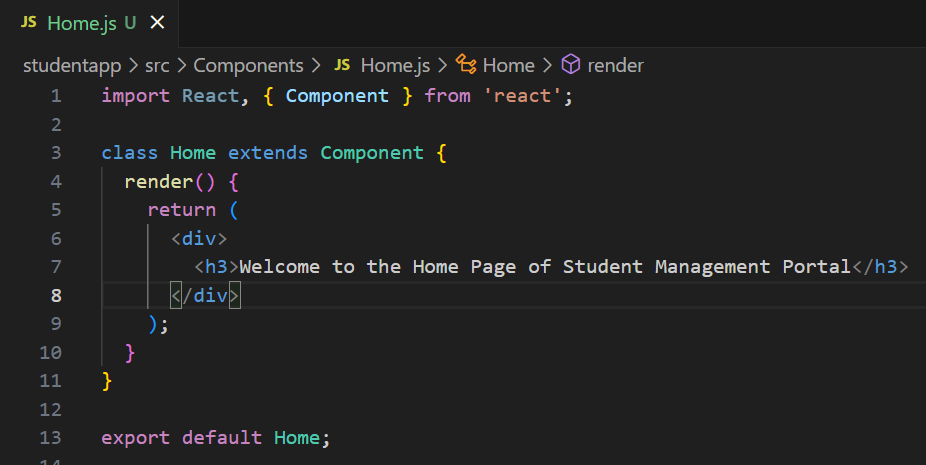 JS Home.js U ×
studentapp > src > Components > JS Home.js > Home > render
1 import React, { Component } from 'react';
2
3 class Home extends Component {
4   render() {
5     return (
6       <div>
7         <h3>Welcome to the Home Page of Student Management Portal</h3>
8       </div>
9     );
10   }
11 }
12
13 export default Home;